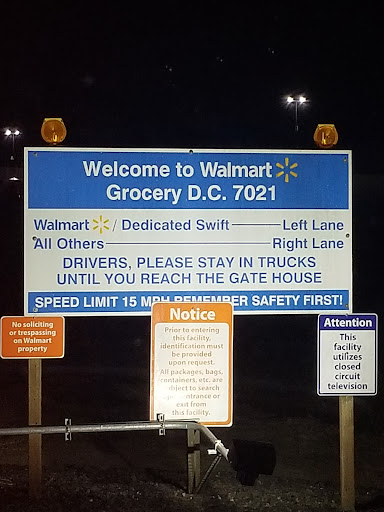 Welcome to Walmart
Grocery D.C. 7021
Walmart / Dedicated Swift Left Lane
All Others Right Lane
DRIVERS, PLEASE STAY IN TRUCKS
UNTIL YOU REACH THE GATE HOUSE
SPEED LIMIT 15 MPH REMEMBER SAFETY FIRST!
No soliciting
or trespassing
on Walmart
property
Notice
Prior to entering
this facility,
identification must
be provided
upon request.
All packages, bags,
containers, etc. are
subject to search
upon entrance or
exit from
this facility.
Attention
This
facility
utilizes
closed
circuit
television